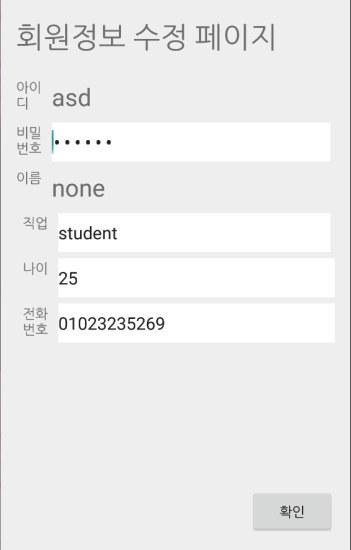 회원정보 수정 페이지
아이
디 asd
비밀
번호 ••••••
이름 none
직업 student
나이 25
전화
번호 01023235269
확인